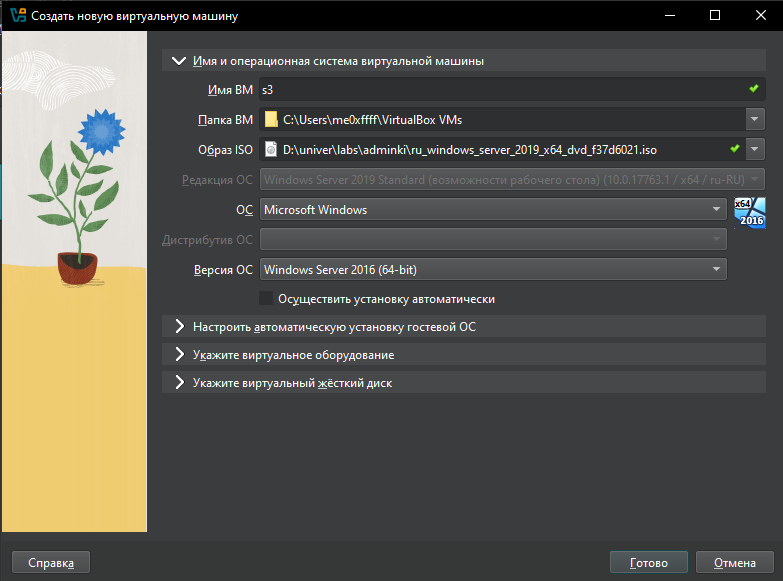 Создать новую виртуальную машину
Имя и операционная система виртуальной машины
Имя ВМ s3
Папка ВМ C:\Users\me0xffff\VirtualBox VMs
Образ ISO D:\univer\labs\adminki\ru_windows_server_2019_x64_dvd_f37d6021.iso
Редакция ОС Windows Server 2019 Standard (возможности рабочего стола) (10.0.17763.1 / x64 / ru-RU)
ОС Microsoft Windows
x64
2016
Дистрибутив ОС
Версия ОС Windows Server 2016 (64-bit)
Осуществить установку автоматически
Настроить автоматическую установку гостевой ОС
Укажите виртуальное оборудование
Укажите виртуальный жёсткий диск
Справка Готово Отмена